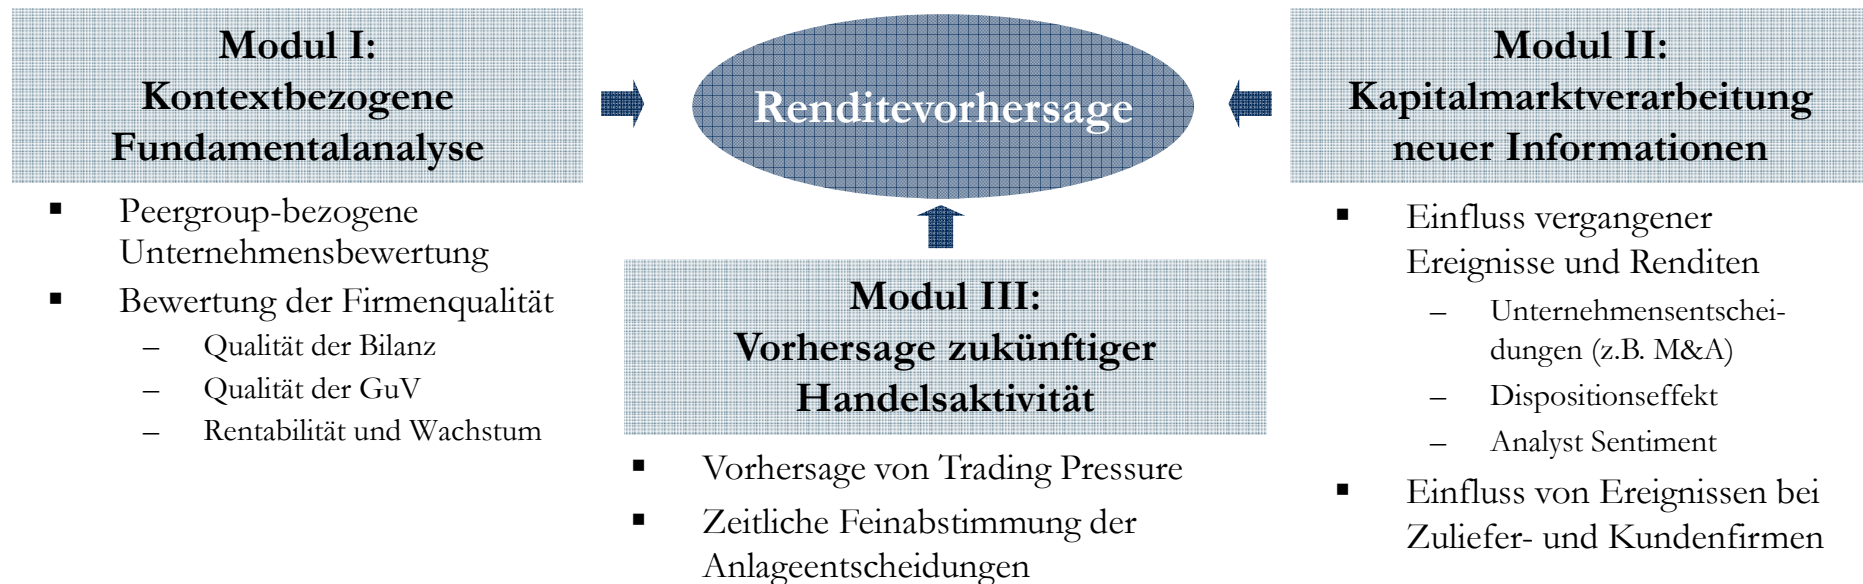 Modul I:
Kontextbezogene
Fundamentalanalyse
▪ Peergroup-bezogene
Unternehmensbewertung
▪ Bewertung der Firmenqualität
– Qualität der Bilanz
– Qualität der GuV
– Rentabilität und Wachstum
Renditevorhersage
Modul III:
Vorhersage zukünftiger
Handelsaktivität
▪ Vorhersage von Trading Pressure
▪ Zeitliche Feinabstimmung der
Anlageentscheidungen
Modul II:
Kapitalmarktverarbeitung
neuer Informationen
▪ Einfluss vergangener
Ereignisse und Renditen
– Unternehmensentschei-
dungen (z.B. M&A)
– Dispositionseffekt
– Analyst Sentiment
▪ Einfluss von Ereignissen bei
Zuliefer- und Kundenfirmen